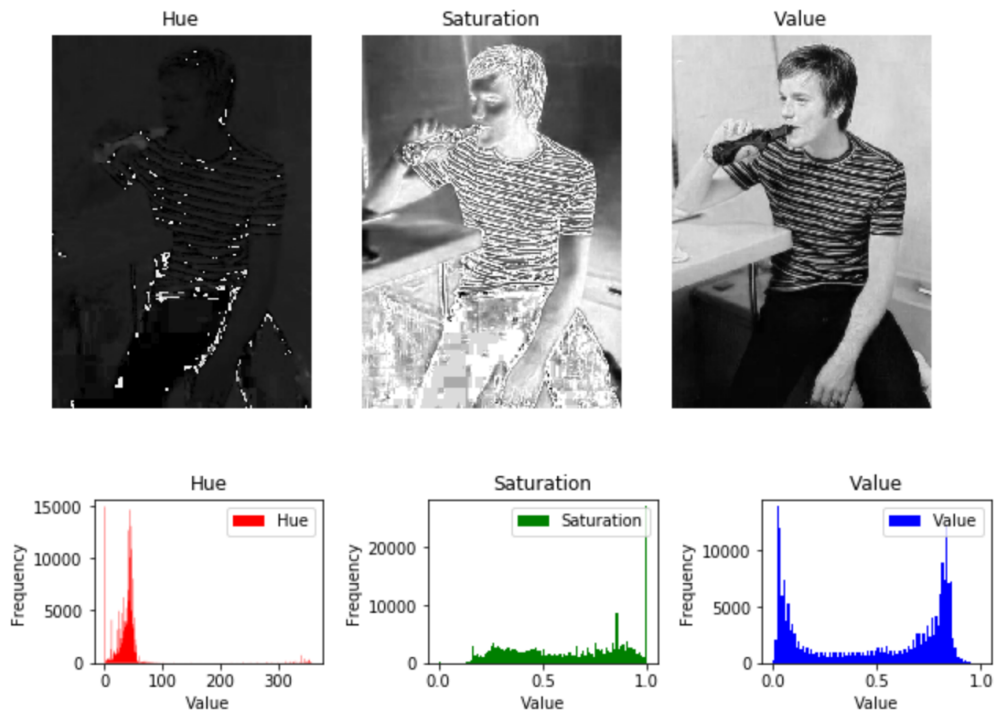 Hue
Saturation
Value
Hue
Saturation
Value
Frequency
15000
10000
5000
0
Hue
0
100
200
300
Value
Frequency
20000
10000
0
Saturation
0.0
0.5
1.0
Value
Frequency
10000
5000
0
Value
0.0
0.5
1.0
Value